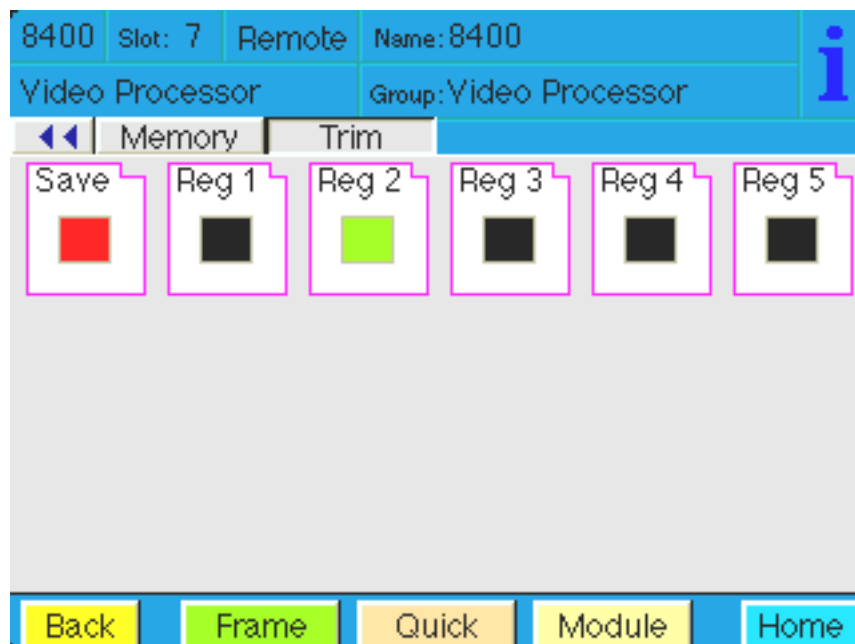 8400 Slot: 7 Remote Name: 8400
Video Processor Group: Video Processor
i
Memory Trim
Save Reg 1 Reg 2 Reg 3 Reg 4 Reg 5
Back Frame Quick Module Home